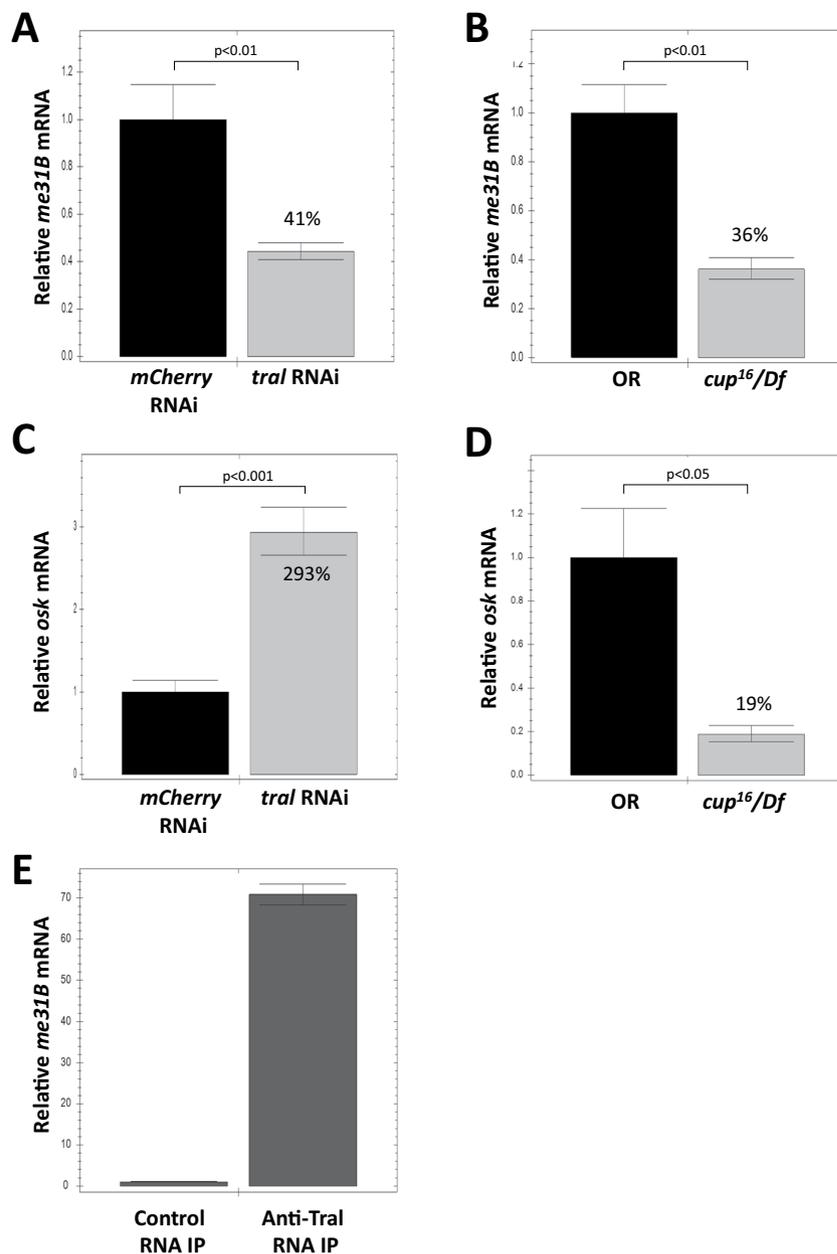 A
p<0.01
Relative me31B mRNA
1.2
1.0
0.8
0.6
0.4
0.2
0.0
41%
mCherry
RNAi
tral RNAi
B
p<0.01
Relative me31B mRNA
1.0
0.8
0.6
0.4
0.2
0.0
36%
OR
cup16/Df
C
p<0.001
Relative osk mRNA
3
2
1
0
293%
mCherry
RNAi
tral RNAi
D
p<0.05
Relative osk mRNA
1.2
1.0
0.8
0.6
0.4
0.2
0.0
19%
OR
cup16/Df
E
Relative me31B mRNA
70
60
50
40
30
20
10
0
Control
RNA IP
Anti-Tral
RNA IP